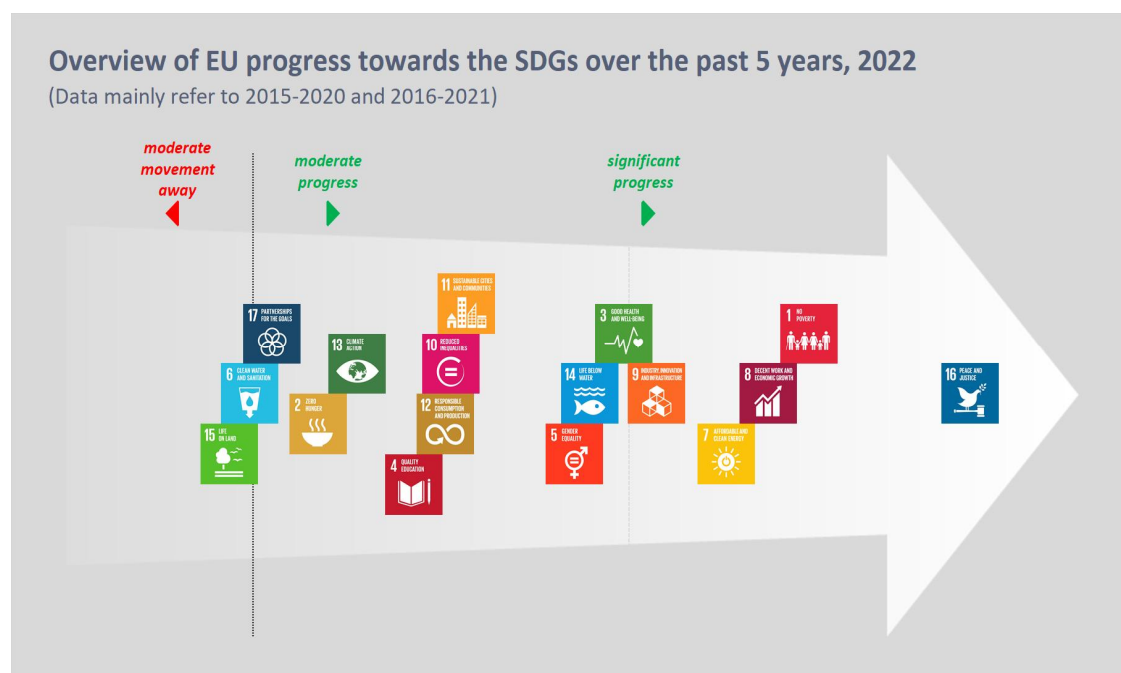 Overview of EU progress towards the SDGs over the past 5 years, 2022
(Data mainly refer to 2015-2020 and 2016-2021)
moderate
movement
away
moderate
progress
significant
progress
11 SUSTAINABLE CITIES
AND COMMUNITIES
17 PARTNERSHIPS
FOR THE GOALS
3 GOOD HEALTH
AND WELL-BEING
1 NO
POVERTY
13 CLIMATE
ACTION
10 REDUCED
INEQUALITIES
6 CLEAN WATER
AND SANITATION
14 LIFE BELOW
WATER
9 INDUSTRY, INNOVATION
AND INFRASTRUCTURE
8 DECENT WORK AND
ECONOMIC GROWTH
16 PEACE AND
JUSTICE
2 ZERO
HUNGER
12 RESPONSIBLE
CONSUMPTION
AND PRODUCTION
15 LIFE
ON LAND
5 GENDER
EQUALITY
7 AFFORDABLE AND
CLEAN ENERGY
4 QUALITY
EDUCATION